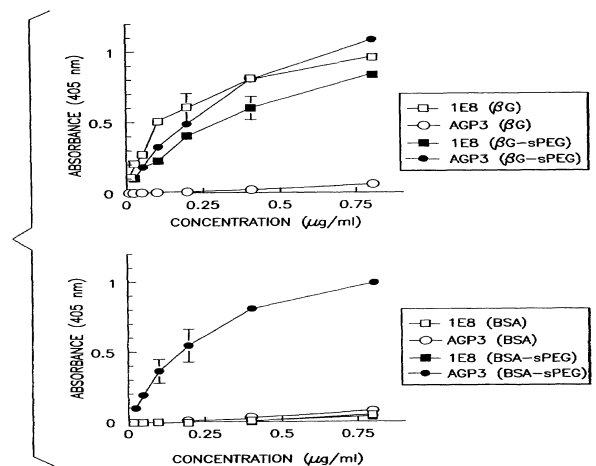 ABSORBANCE (405 nm)
1
0.5
0
0.25
0.5
0.75
CONCENTRATION (μg/ml)
1E8 (βG)
AGP3 (βG)
1E8 (βG-sPEG)
AGP3 (βG-sPEG)
ABSORBANCE (405 nm)
1
0.5
0
0.25
0.5
0.75
CONCENTRATION (μg/ml)
1E8 (BSA)
AGP3 (BSA)
1E8 (BSA-sPEG)
AGP3 (BSA-sPEG)